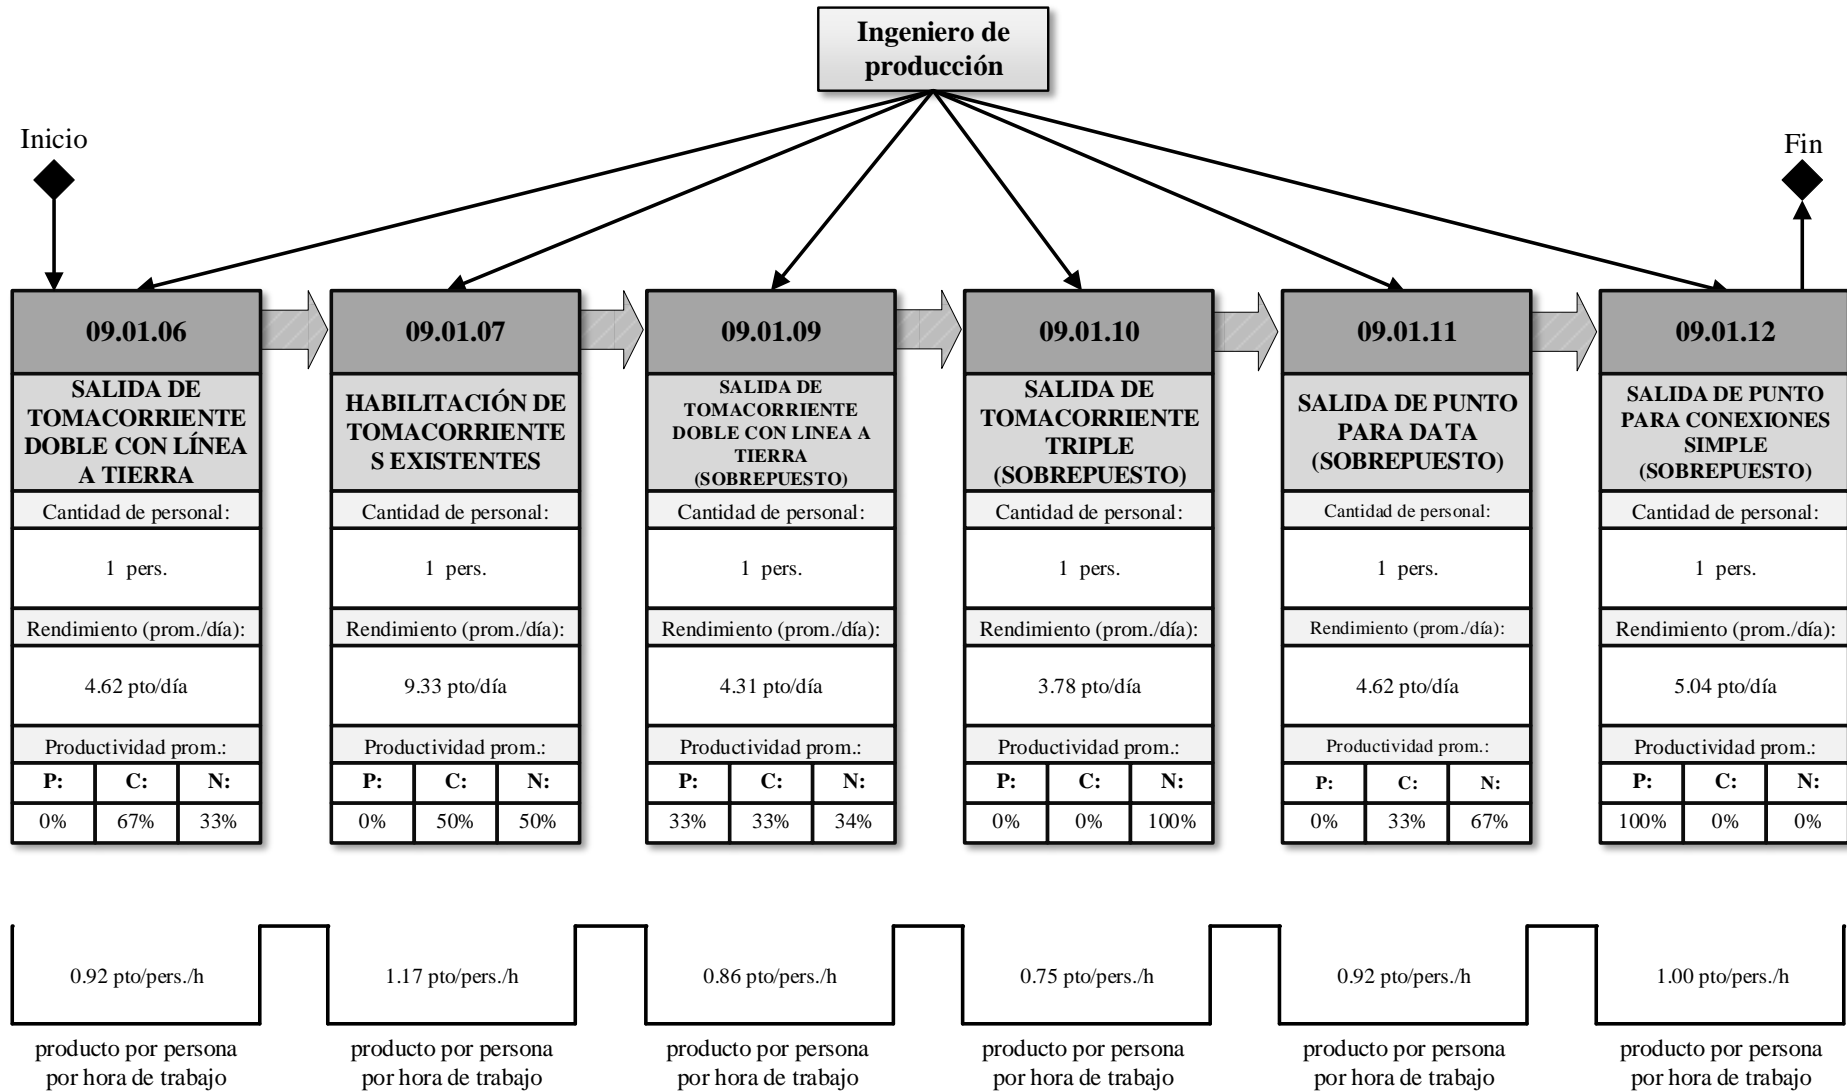 Ingeniero de
producción
Inicio
Fin
09.01.06
SALIDA DE
TOMACORRIENTE
DOBLE CON LÍNEA
A TIERRA
Cantidad de personal:
1 pers.
Rendimiento (prom./día):
4.62 pto/día
Productividad prom.:
P: C: N:
0% 67% 33%
09.01.07
HABILITACIÓN DE
TOMACORRIENTE
S EXISTENTES
Cantidad de personal:
1 pers.
Rendimiento (prom./día):
9.33 pto/día
Productividad prom.:
P: C: N:
0% 50% 50%
09.01.09
SALIDA DE
TOMACORRIENTE
DOBLE CON LINEA A
TIERRA
(SOBREPUESTO)
Cantidad de personal:
1 pers.
Rendimiento (prom./día):
4.31 pto/día
Productividad prom.:
P: C: N:
33% 33% 34%
09.01.10
SALIDA DE
TOMACORRIENTE
TRIPLE
(SOBREPUESTO)
Cantidad de personal:
1 pers.
Rendimiento (prom./día):
3.78 pto/día
Productividad prom.:
P: C: N:
0% 0% 100%
09.01.11
SALIDA DE PUNTO
PARA DATA
(SOBREPUESTO)
Cantidad de personal:
1 pers.
Rendimiento (prom./día):
4.62 pto/día
Productividad prom.:
P: C: N:
0% 33% 67%
09.01.12
SALIDA DE PUNTO
PARA CONEXIONES
SIMPLE
(SOBREPUESTO)
Cantidad de personal:
1 pers.
Rendimiento (prom./día):
5.04 pto/día
Productividad prom.:
P: C: N:
100% 0% 0%
0.92 pto/pers./h
producto por persona
por hora de trabajo
1.17 pto/pers./h
producto por persona
por hora de trabajo
0.86 pto/pers./h
producto por persona
por hora de trabajo
0.75 pto/pers./h
producto por persona
por hora de trabajo
0.92 pto/pers./h
producto por persona
por hora de trabajo
1.00 pto/pers./h
producto por persona
por hora de trabajo